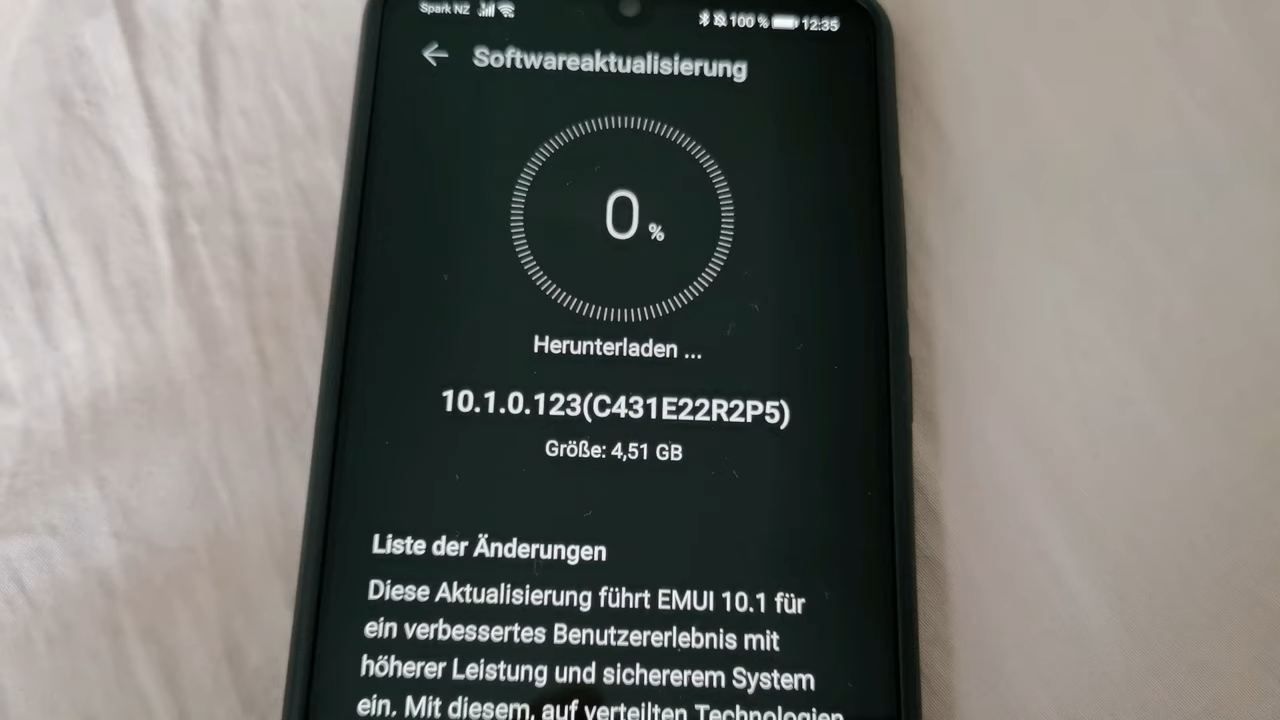 Spark NZ 100 % 12:35
Softwareaktualisierung
0 %
Herunterladen ...
10.1.0.123(C431E22R2P5)
Größe: 4,51 GB
Liste der Änderungen
Diese Aktualisierung führt EMUI 10.1 für
ein verbessertes Benutzererlebnis mit
höherer Leistung und sichererem System
ein. Mit diesem, auf verteilten Technologien